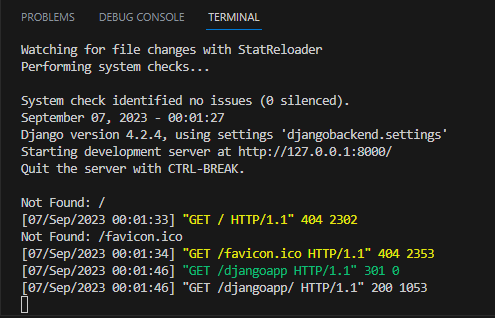 PROBLEMS DEBUG CONSOLE TERMINAL
Watching for file changes with StatReloader
Performing system checks...
System check identified no issues (0 silenced).
September 07, 2023 - 00:01:27
Django version 4.2.4, using settings 'djangobackend.settings'
Starting development server at http://127.0.0.1:8000/
Quit the server with CTRL-BREAK.
Not Found: /
[07/Sep/2023 00:01:33] "GET / HTTP/1.1" 404 2302
Not Found: /favicon.ico
[07/Sep/2023 00:01:34] "GET /favicon.ico HTTP/1.1" 404 2353
[07/Sep/2023 00:01:46] "GET /djangoapp HTTP/1.1" 301 0
[07/Sep/2023 00:01:46] "GET /djangoapp/ HTTP/1.1" 200 1053